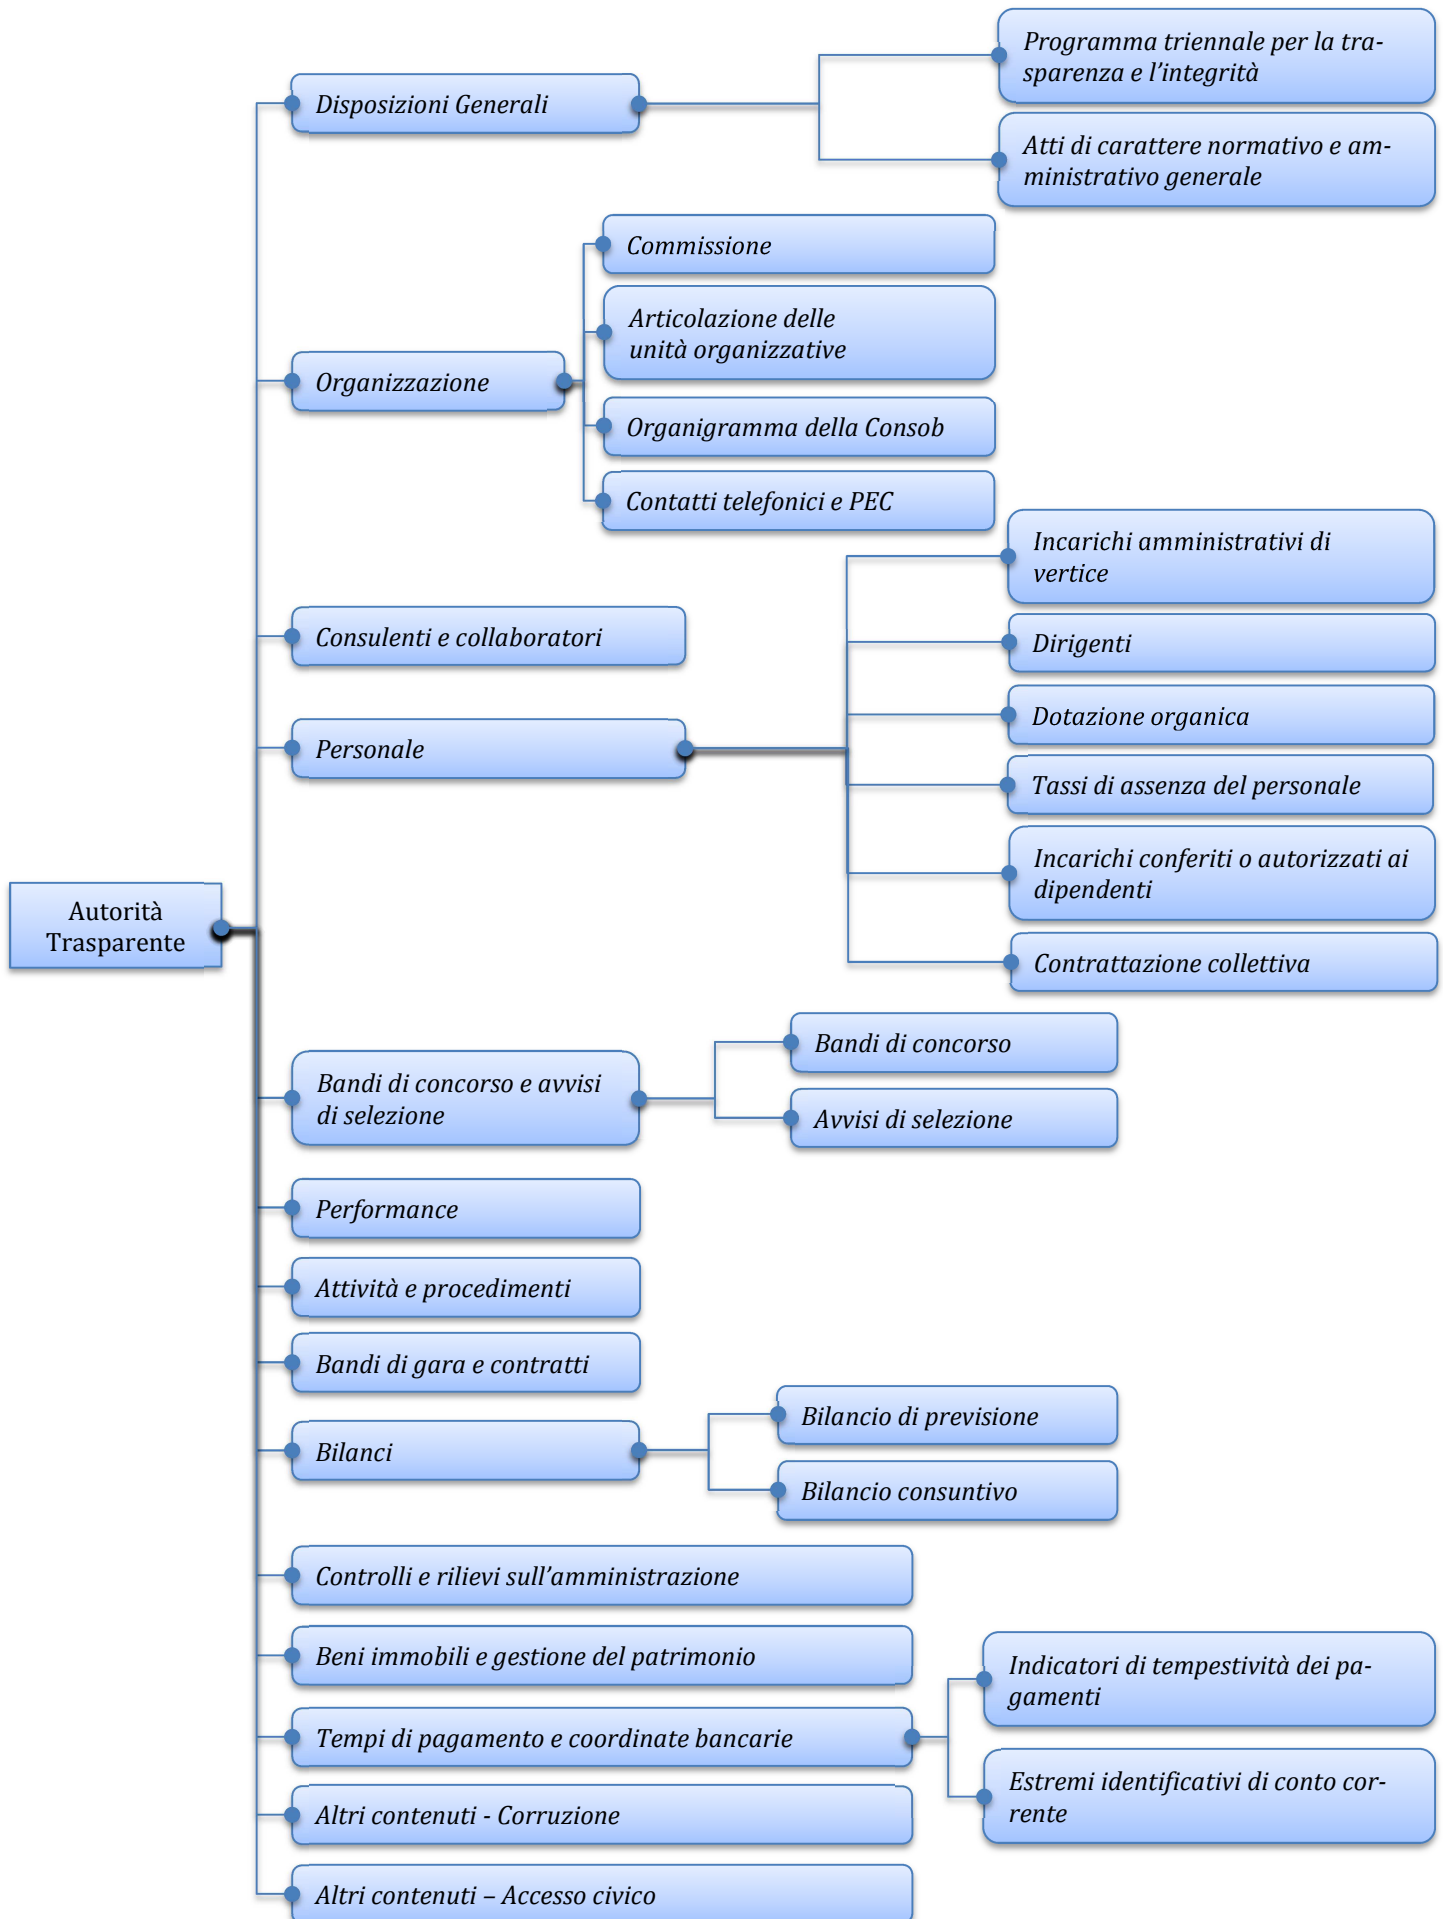 Programma triennale per la tra-
sparenza e l'integrità
Disposizioni Generali
Atti di carattere normativo e am-
ministrativo generale
Commissione
Articolazione delle
unità organizzative
Organizzazione
Organigramma della Consob
Contatti telefonici e PEC
Incarichi amministrativi di
vertice
Consulenti e collaboratori
Dirigenti
Dotazione organica
Personale
Tassi di assenza del personale
Incarichi conferiti o autorizzati ai
dipendenti
Autorità
Trasparente
Contrattazione collettiva
Bandi di concorso
Bandi di concorso e avvisi
di selezione
Avvisi di selezione
Performance
Attività e procedimenti
Bandi di gara e contratti
Bilancio di previsione
Bilanci
Bilancio consuntivo
Controlli e rilievi sull'amministrazione
Beni immobili e gestione del patrimonio
Indicatori di tempestività dei pa-
gamenti
Tempi di pagamento e coordinate bancarie
Estremi identificativi di conto cor-
rente
Altri contenuti - Corruzione
Altri contenuti – Accesso civico